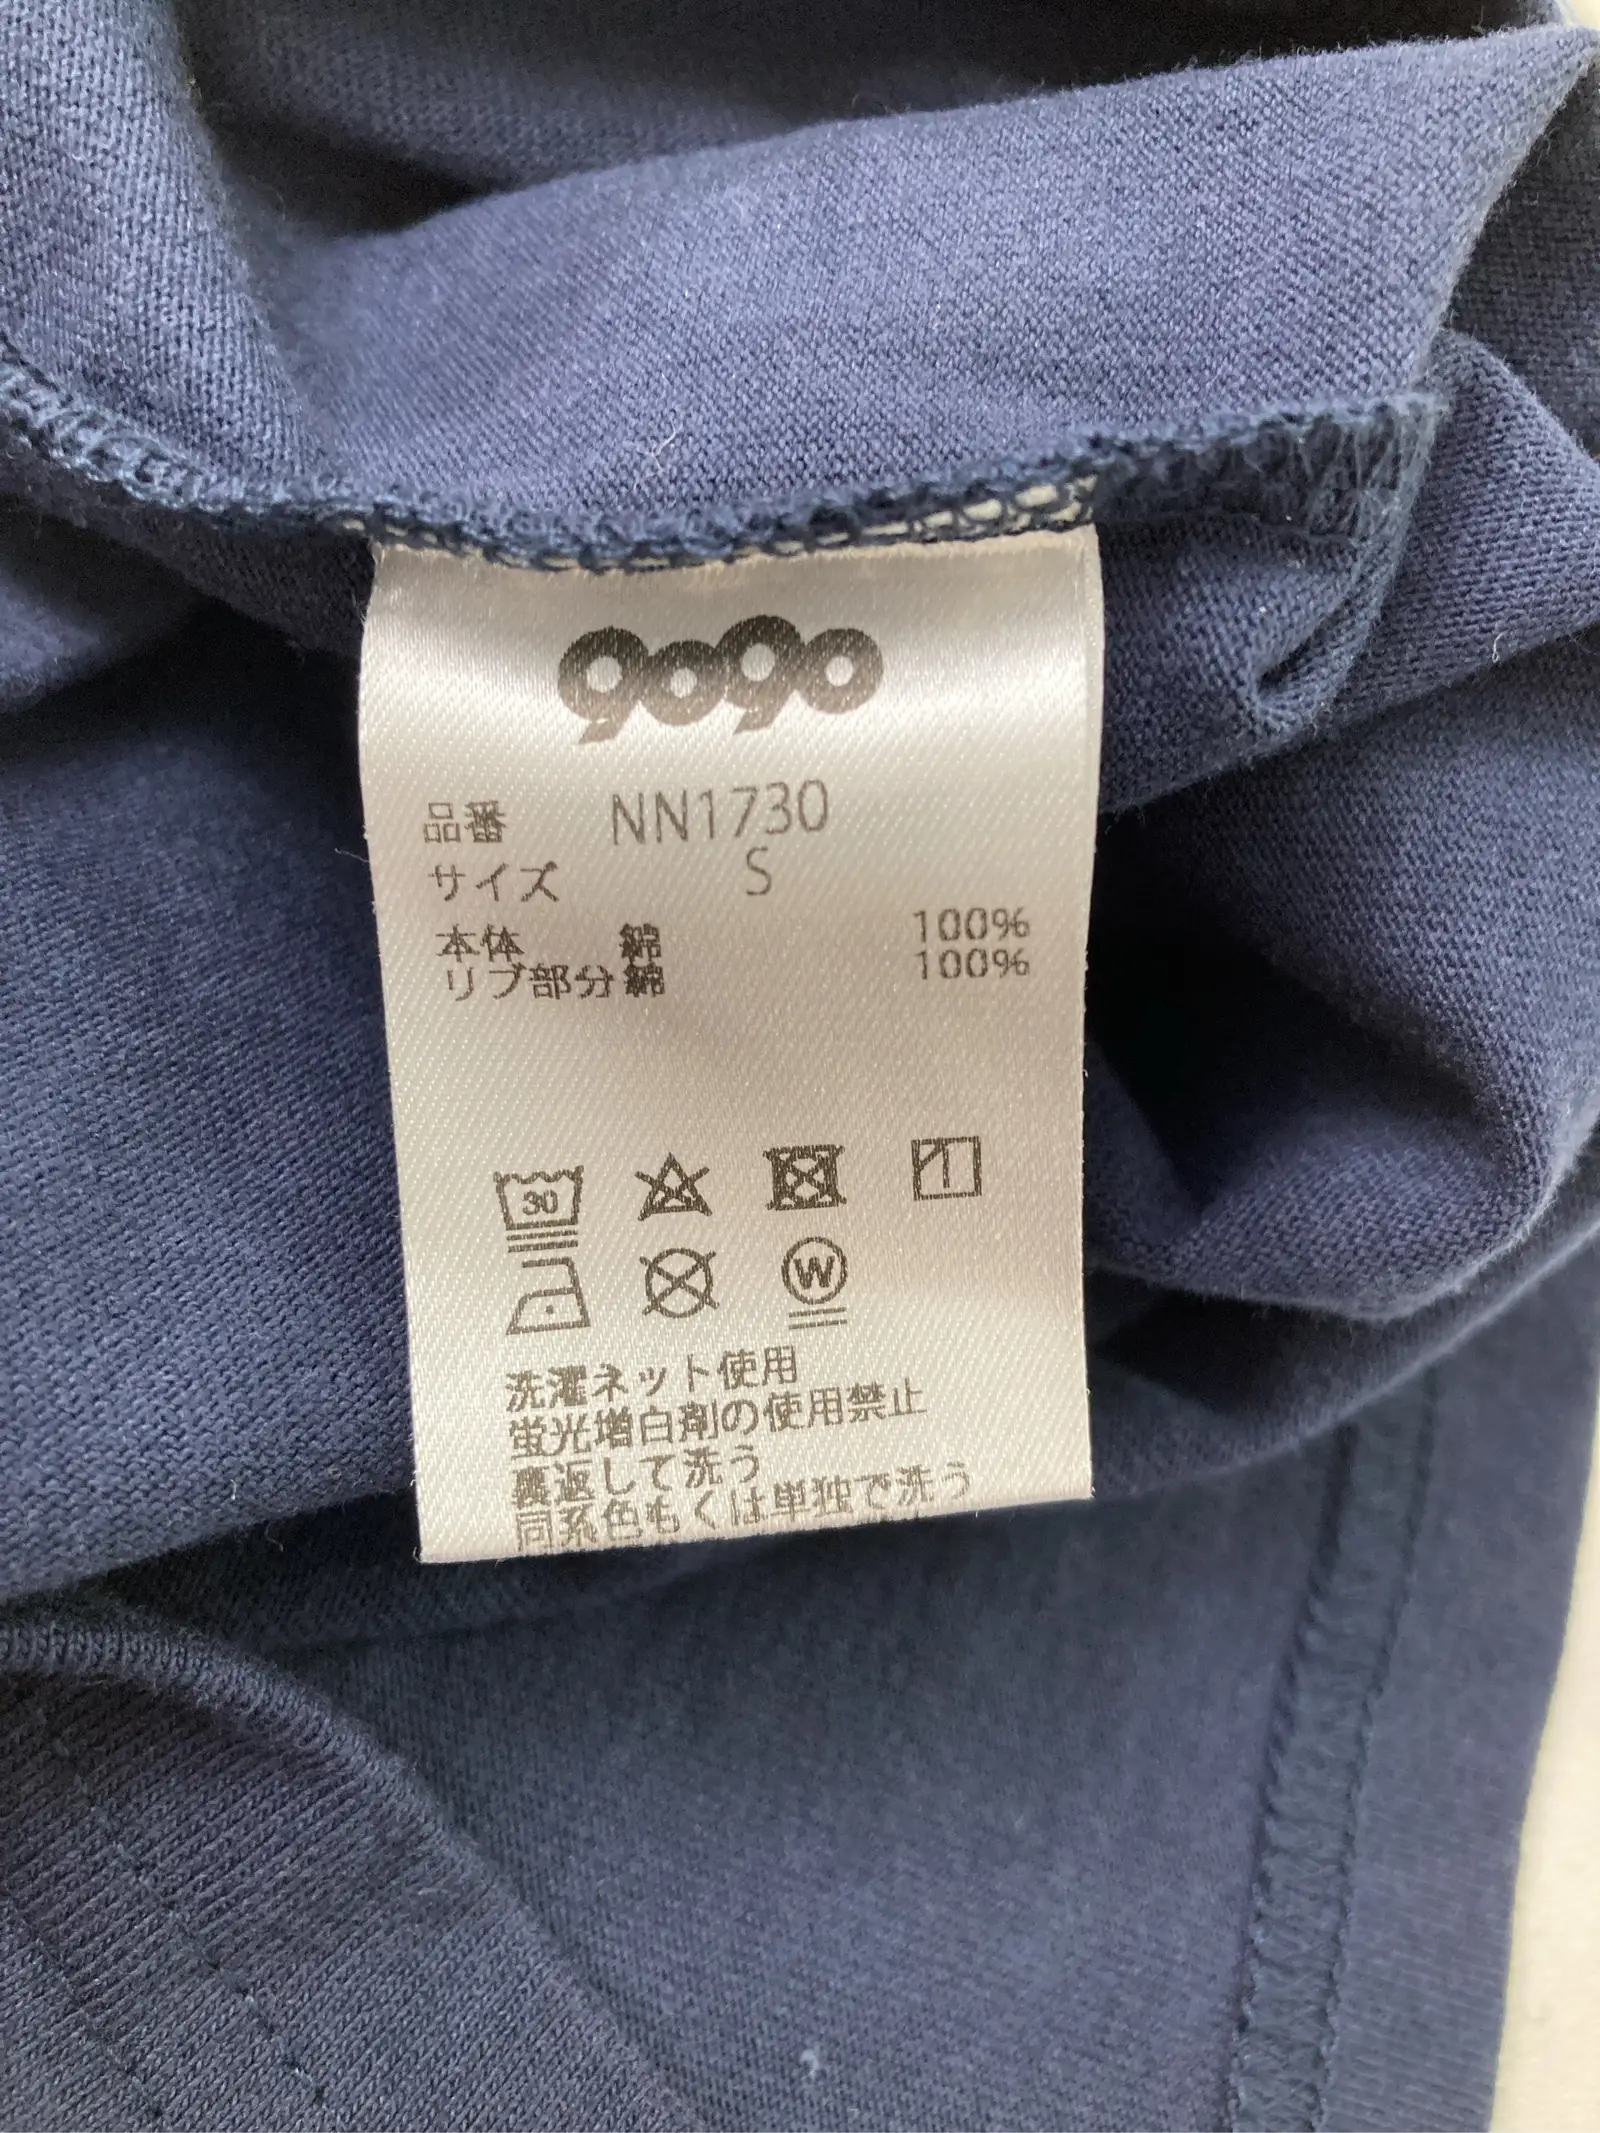 9090
品番 NN1730
サイズ S
本体 綿 100%
リブ部分 綿 100%
30
W
洗濯ネット使用
蛍光増白剤の使用禁止
裏返して洗う
同系色もくは単独で洗う